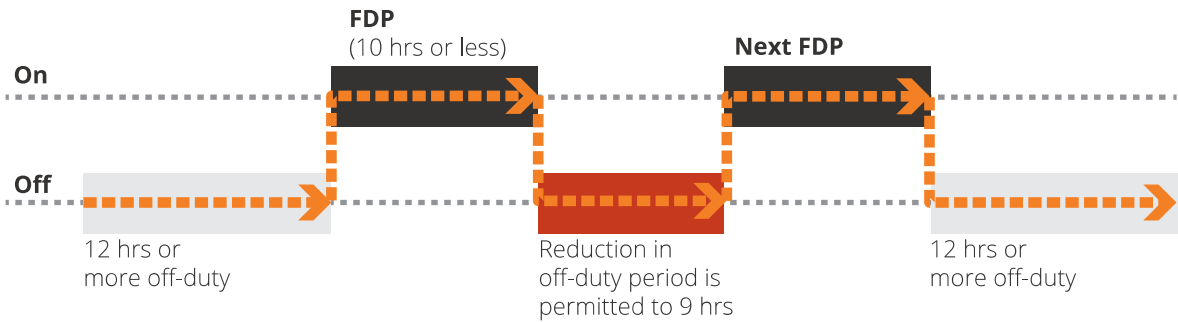 FDP
(10 hrs or less)
Next FDP
On
Off
12 hrs or
more off-duty
Reduction in
off-duty period is
permitted to 9 hrs
12 hrs or
more off-duty